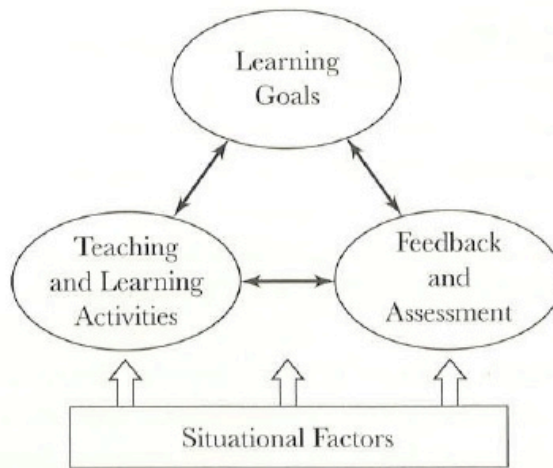 Learning
Goals
Teaching
and Learning
Activities
Feedback
and
Assessment
Situational Factors